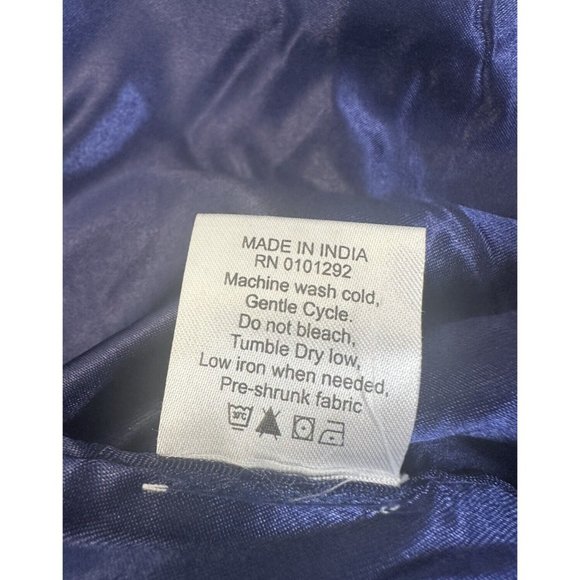 MADE IN INDIA
RN 0101292
Machine wash cold,
Gentle Cycle.
Do not bleach,
Tumble Dry low,
Low iron when needed,
Pre-shrunk fabric
30°C